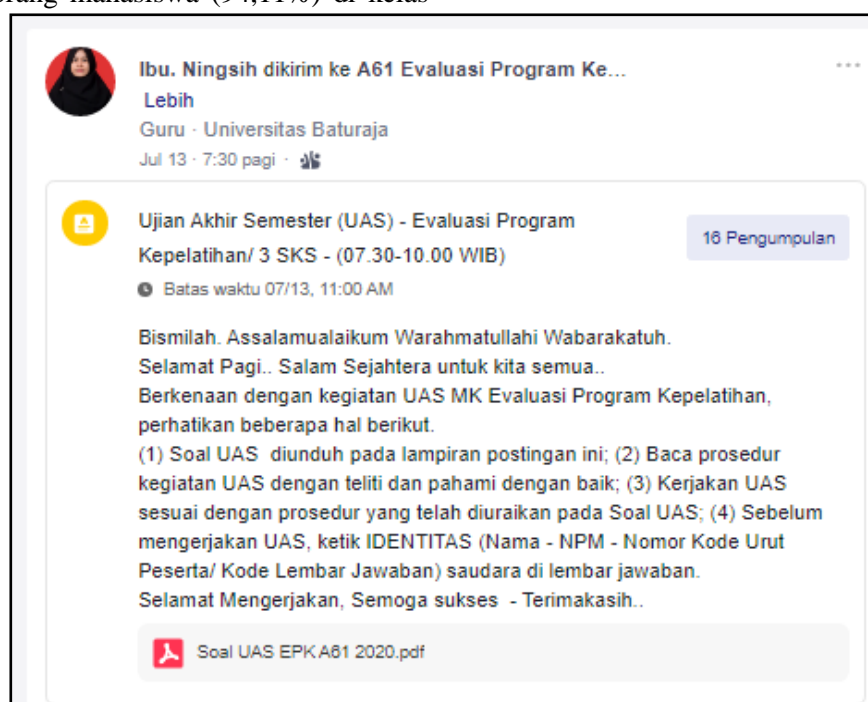 mahasiswa (94,11%) di kelas
Ibu. Ningsih dikirim ke A61 Evaluasi Program Ke...
Lebih
Guru · Universitas Baturaja
Jul 13 · 7:30 pagi ·
Ujian Akhir Semester (UAS) - Evaluasi Program
Kepelatihan/ 3 SKS - (07.30-10.00 WIB)
16 Pengumpulan
Batas waktu 07/13, 11:00 AM
Bismilah. Assalamualaikum Warahmatullahi Wabarakatuh.
Selamat Pagi.. Salam Sejahtera untuk kita semua..
Berkenaan dengan kegiatan UAS MK Evaluasi Program Kepelatihan,
perhatikan beberapa hal berikut.
(1) Soal UAS diunduh pada lampiran postingan ini; (2) Baca prosedur
kegiatan UAS dengan teliti dan pahami dengan baik; (3) Kerjakan UAS
sesuai dengan prosedur yang telah diuraikan pada Soal UAS; (4) Sebelum
mengerjakan UAS, ketik IDENTITAS (Nama - NPM - Nomor Kode Urut
Peserta/ Kode Lembar Jawaban) saudara di lembar jawaban.
Selamat Mengerjakan, Semoga sukses - Terimakasih..
Soal UAS EPK A61 2020.pdf